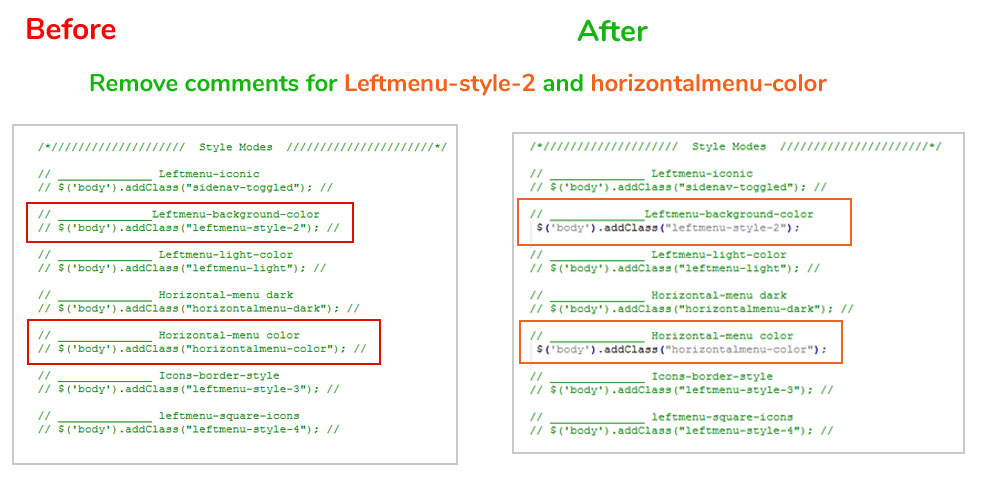 Before
After
Remove comments for Leftmenu-style-2 and horizontalmenu-color
/*//////////////////// Style Modes //////////////////////*/
// ______________ Leftmenu-iconic
// $('body').addClass("sidenav-toggled"); //
// ______________Leftmenu-background-color
// $('body').addClass("leftmenu-style-2"); //
// ______________ Leftmenu-light-color
// $('body').addClass("leftmenu-light"); //
// ______________ Horizontal-menu dark
// $('body').addClass("horizontalmenu-dark"); //
// ______________ Horizontal-menu color
// $('body').addClass("horizontalmenu-color"); //
// ______________ Icons-border-style
// $('body').addClass("leftmenu-style-3"); //
// ______________ leftmenu-square-icons
// $('body').addClass("leftmenu-style-4"); //
/*//////////////////// Style Modes //////////////////////*/
// ______________ Leftmenu-iconic
// $('body').addClass("sidenav-toggled"); //
// ______________Leftmenu-background-color
$('body').addClass("leftmenu-style-2");
// ______________ Leftmenu-light-color
// $('body').addClass("leftmenu-light"); //
// ______________ Horizontal-menu dark
// $('body').addClass("horizontalmenu-dark"); //
// ______________ Horizontal-menu color
$('body').addClass("horizontalmenu-color");
// ______________ Icons-border-style
// $('body').addClass("leftmenu-style-3"); //
// ______________ leftmenu-square-icons
// $('body').addClass("leftmenu-style-4"); //